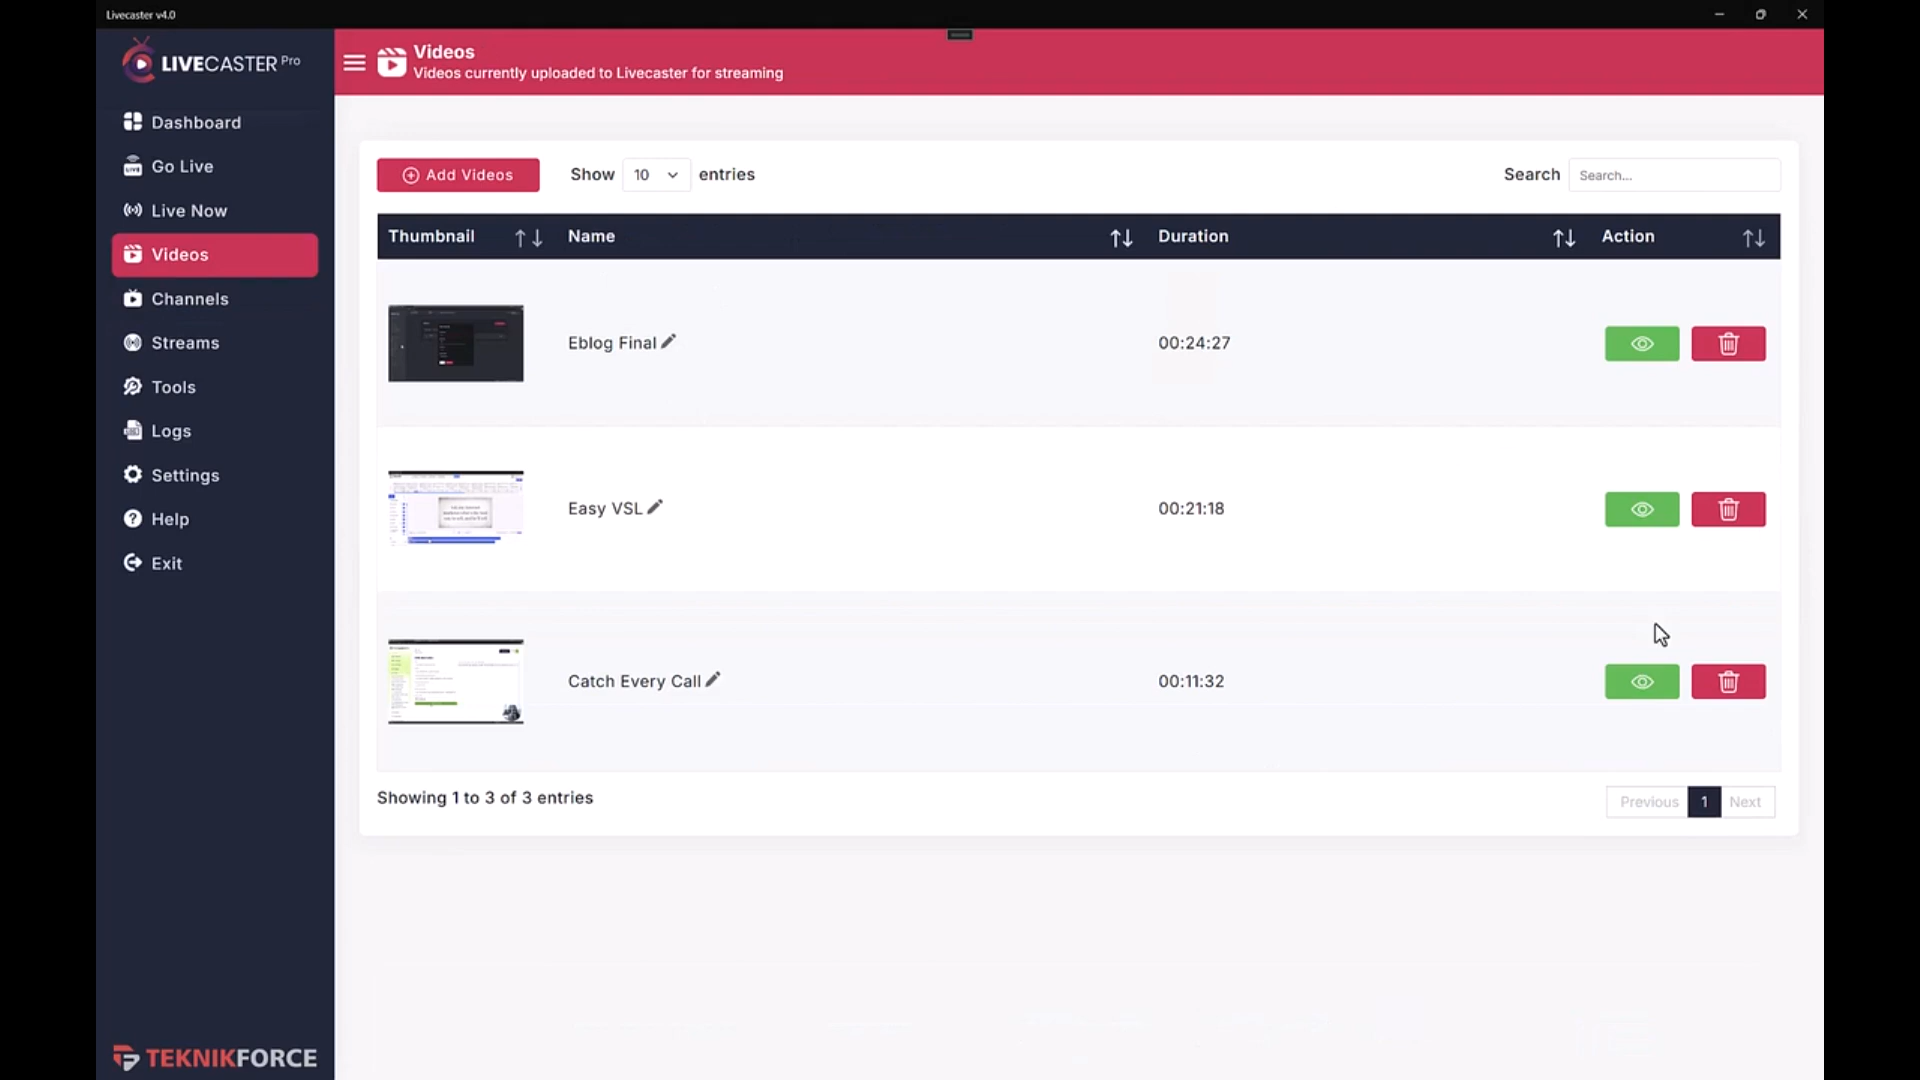 Livecaster v4.0
LIVECASTER Pro
Videos
Videos currently uploaded to Livecaster for streaming
Dashboard
Go Live
Live Now
Videos
Channels
Streams
Tools
Logs
Settings
Help
Exit
TEKNIKFORCE
Add Videos
Show 10 entries
Search Search...
Thumbnail Name Duration Action
Eblog Final 00:24:27
Easy VSL 00:21:18
Catch Every Call 00:11:32
Showing 1 to 3 of 3 entries
Previous 1 Next